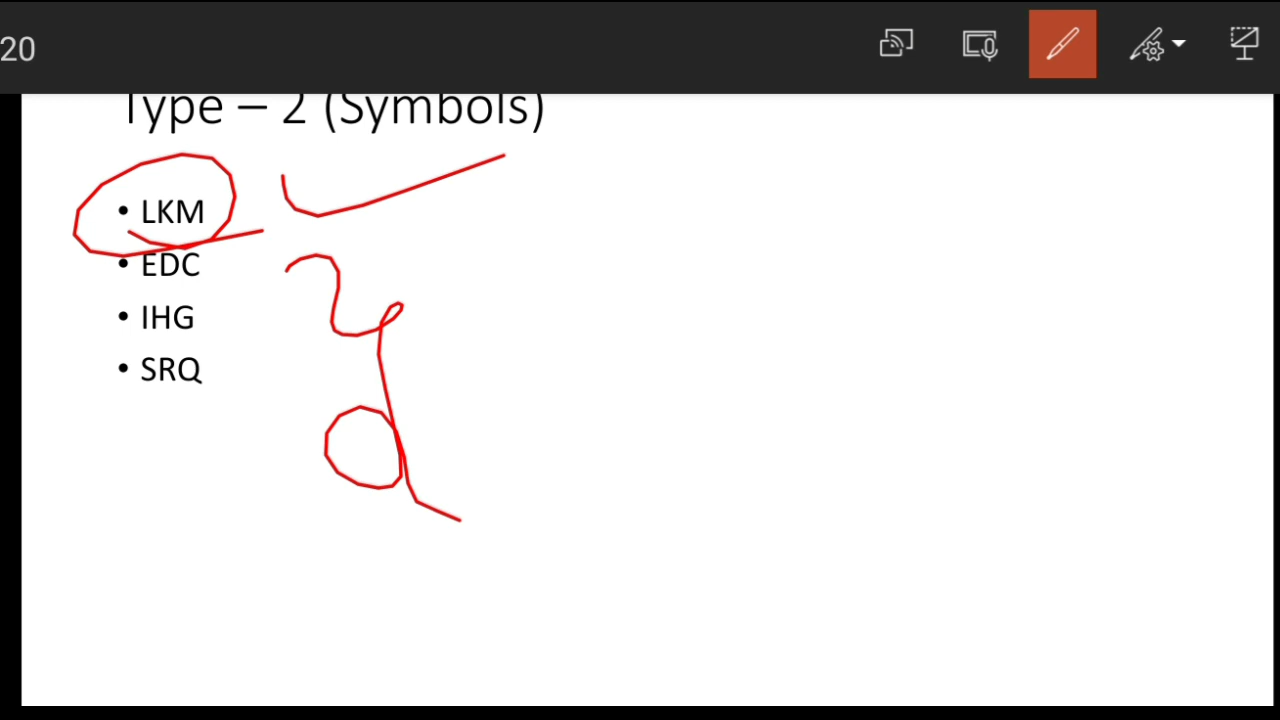 20
Type – 2 (Symbols)
• LKM
• EDC
• IHG
• SRQ